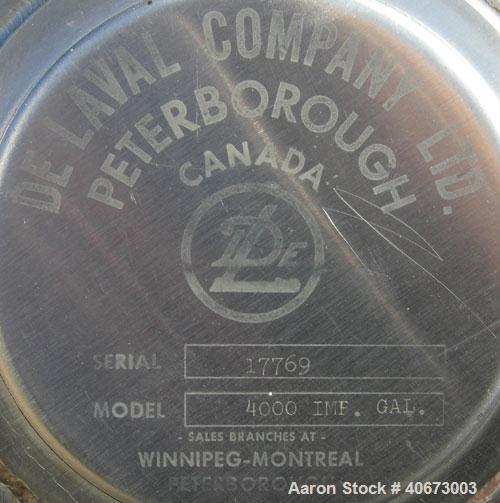 DE LAVAL COMPANY LTD.
PETERBOROUGH
CANADA
DE L
SERIAL 17769
MODEL 4000 IMP. GAL.
- SALES BRANCHES AT -
WINNIPEG-MONTREAL
Aaron Stock # 40673003